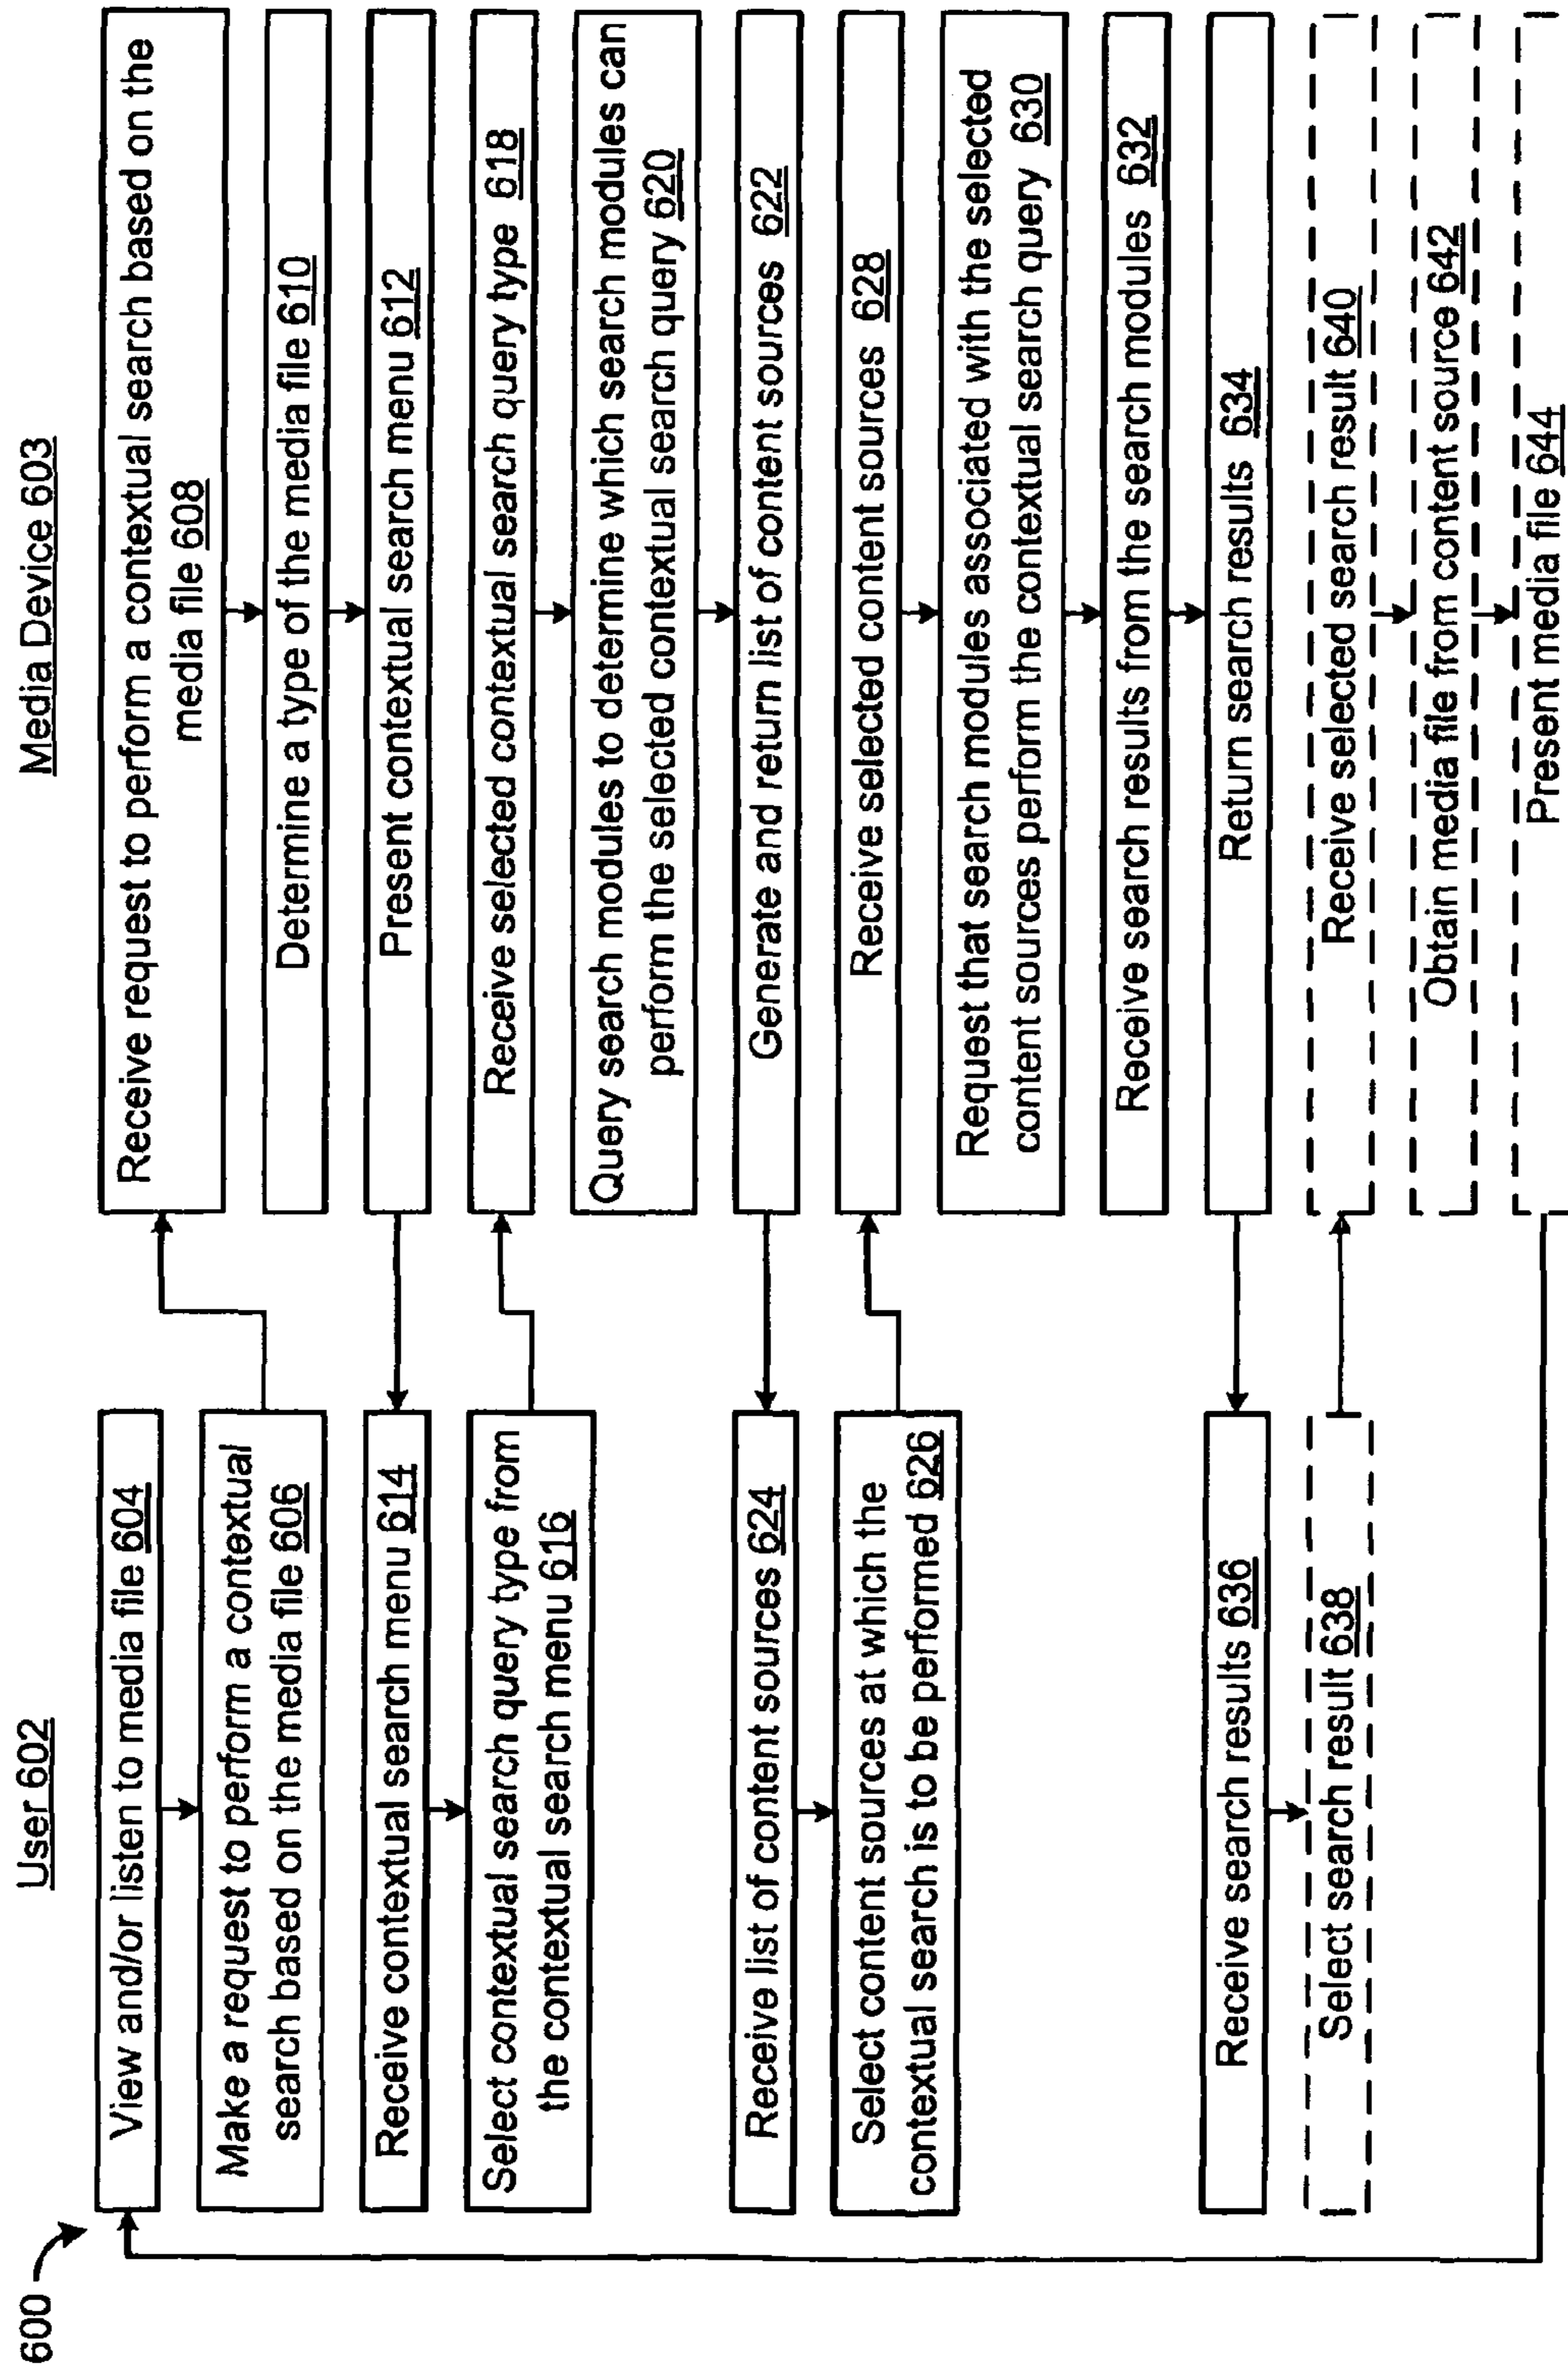 600
User 602
View and/or listen to media file 604
Make a request to perform a contextual
search based on the media file 606
Receive contextual search menu 614
Select contextual search query type from
the contextual search menu 616
Receive list of content sources 624
Select content sources at which the
contextual search is to be performed 626
Receive search results 636
Select search result 638
Media Device 603
Receive request to perform a contextual search based on the
media file 608
Determine a type of the media file 610
Present contextual search menu 612
Receive selected contextual search query type 618
Query search modules to determine which search modules can
perform the selected contextual search query 620
Generate and return list of content sources 622
Receive selected content sources 628
Request that search modules associated with the selected
content sources perform the contextual search query 630
Receive search results from the search modules 632
Return search results 634
Receive selected search result 640
Obtain media file from content source 642
Present media file 644